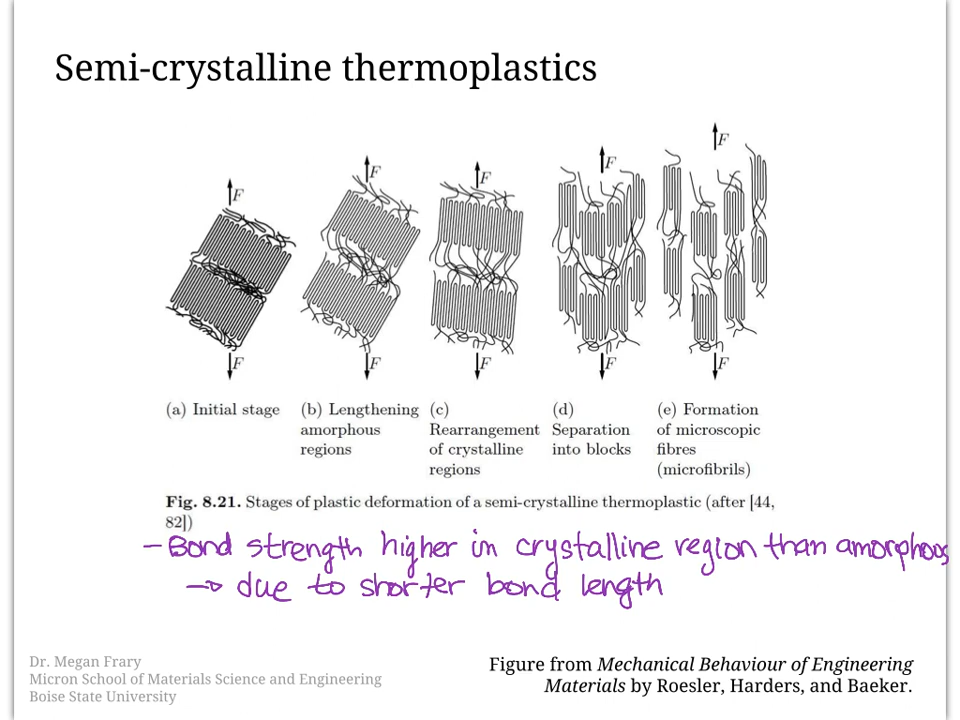 Semi-crystalline thermoplastics
F F F F F
F F F F F
(a) Initial stage
(b) Lengthening
amorphous
regions
(c)
Rearrangement
of crystalline
regions
(d)
Separation
into blocks
(e) Formation
of microscopic
fibres
(microfibrils)
Fig. 8.21. Stages of plastic deformation of a semi-crystalline thermoplastic (after [44,
82])
- Bond strength higher in crystalline region than amorphous
→ due to shorter bond length
Dr. Megan Frary
Micron School of Materials Science and Engineering
Boise State University
Figure from Mechanical Behaviour of Engineering
Materials by Roesler, Harders, and Baeker.